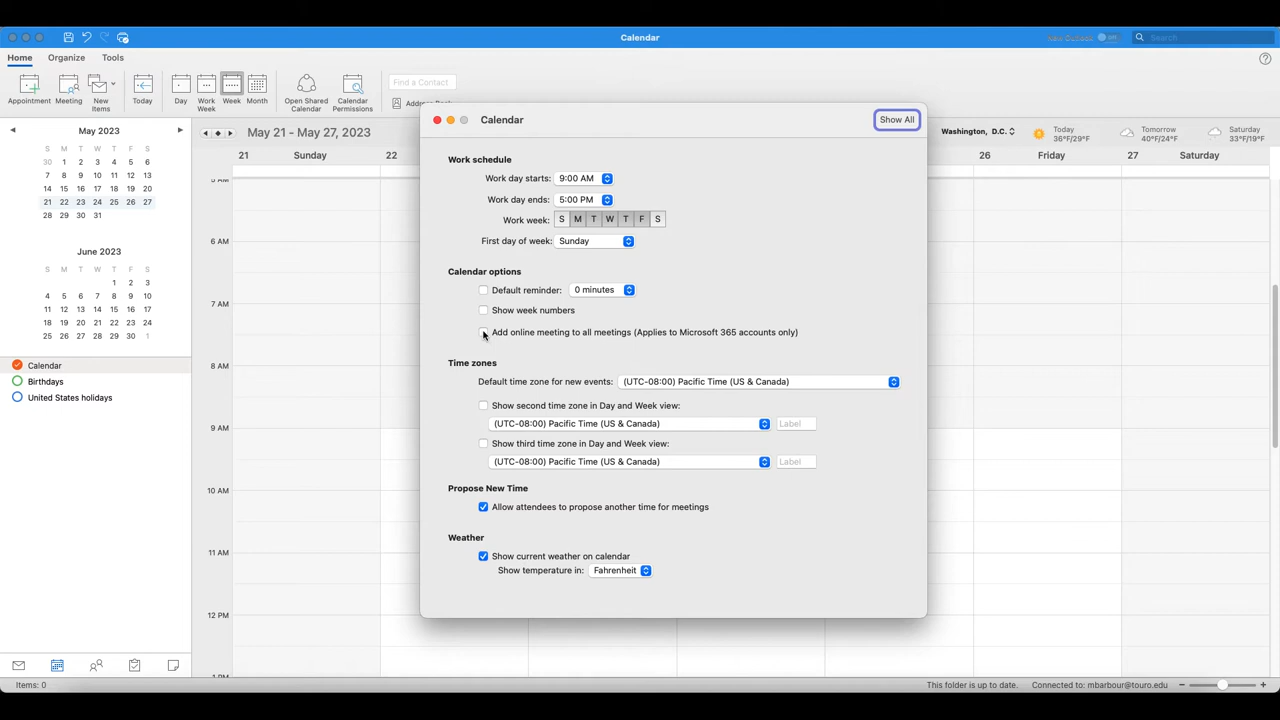 Calendar
New Outlook Off
Search
Home Organize Tools
Appointment Meeting New Items Today Day Work Week Week Month Open Shared Calendar Calendar Permissions
Find a Contact
May 2023
S M T W T F S
30 1 2 3 4 5 6
7 8 9 10 11 12 13
14 15 16 17 18 19 20
21 22 23 24 25 26 27
28 29 30 31
June 2023
S M T W T F S
1 2 3
4 5 6 7 8 9 10
11 12 13 14 15 16 17
18 19 20 21 22 23 24
25 26 27 28 29 30 1
Calendar
Birthdays
United States holidays
May 21 - May 27, 2023
Washington, D.C.
Today 36°F/29°F
Tomorrow 40°F/24°F
Saturday 33°F/19°F
21 Sunday 22 26 Friday 27 Saturday
5 AM
6 AM
7 AM
8 AM
9 AM
10 AM
11 AM
12 PM
1 PM
Calendar
Show All
Work schedule
Work day starts: 9:00 AM
Work day ends: 5:00 PM
Work week: S M T W T F S
First day of week: Sunday
Calendar options
Default reminder: 0 minutes
Show week numbers
Add online meeting to all meetings (Applies to Microsoft 365 accounts only)
Time zones
Default time zone for new events: (UTC-08:00) Pacific Time (US & Canada)
Show second time zone in Day and Week view:
(UTC-08:00) Pacific Time (US & Canada) Label
Show third time zone in Day and Week view:
(UTC-08:00) Pacific Time (US & Canada) Label
Propose New Time
Allow attendees to propose another time for meetings
Weather
Show current weather on calendar
Show temperature in: Fahrenheit
Items: 0
This folder is up to date.
Connected to: mbarbour@touro.edu